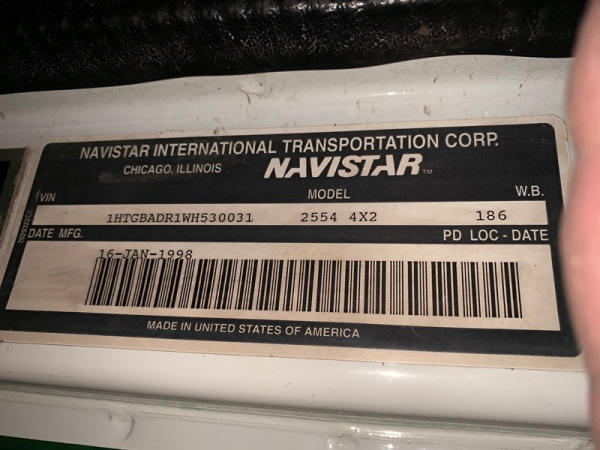 NAVISTAR INTERNATIONAL TRANSPORTATION CORP.
CHICAGO, ILLINOIS NAVISTAR TM
VIN MODEL W.B.
1HTGBADR1WH530031 2554 4X2 186
DATE MFG. PD LOC - DATE
16-JAN-1998
MADE IN UNITED STATES OF AMERICA